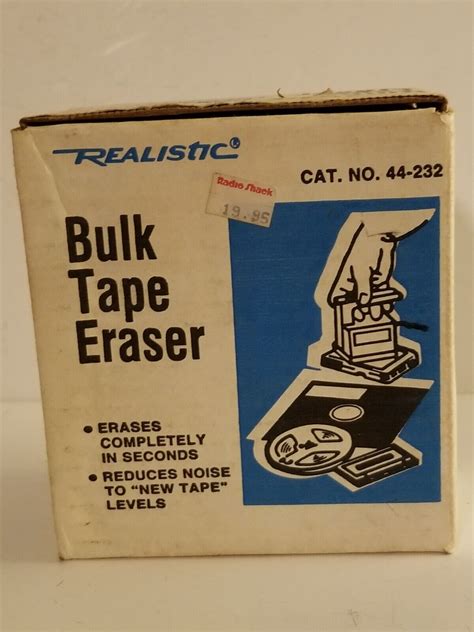 REALISTIC®
CAT. NO. 44-232
Radio Shack
19.95
Bulk
Tape
Eraser
• ERASES
COMPLETELY
IN SECONDS
• REDUCES NOISE
TO "NEW TAPE"
LEVELS